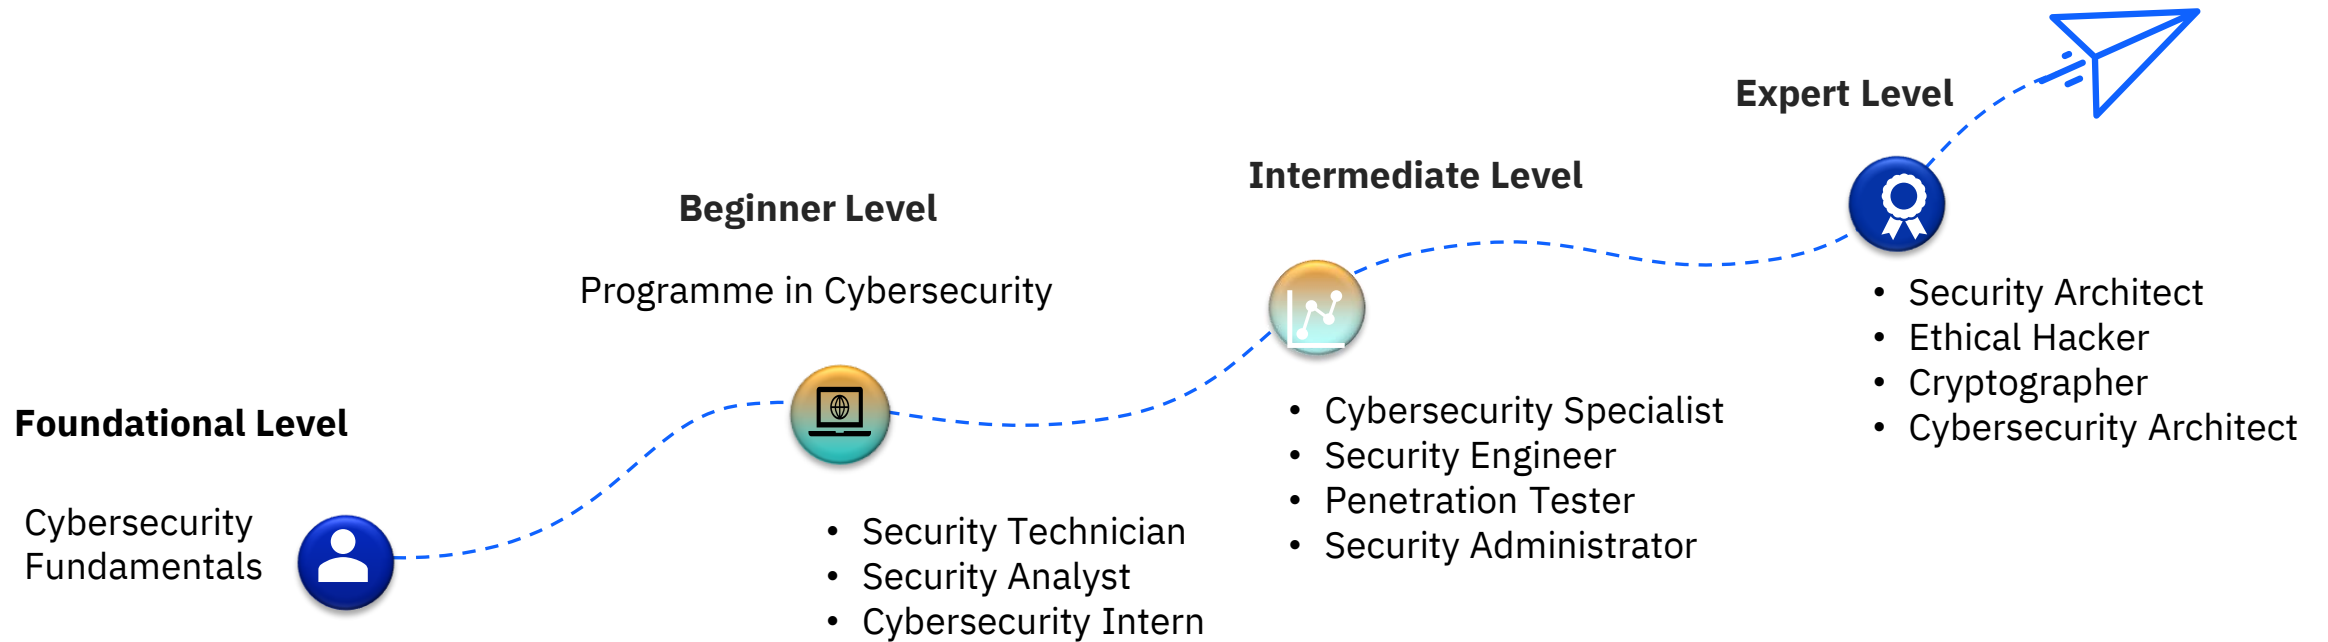 Foundational Level
Cybersecurity
Fundamentals
Beginner Level
Programme in Cybersecurity
• Security Technician
• Security Analyst
• Cybersecurity Intern
Intermediate Level
• Cybersecurity Specialist
• Security Engineer
• Penetration Tester
• Security Administrator
Expert Level
• Security Architect
• Ethical Hacker
• Cryptographer
• Cybersecurity Architect